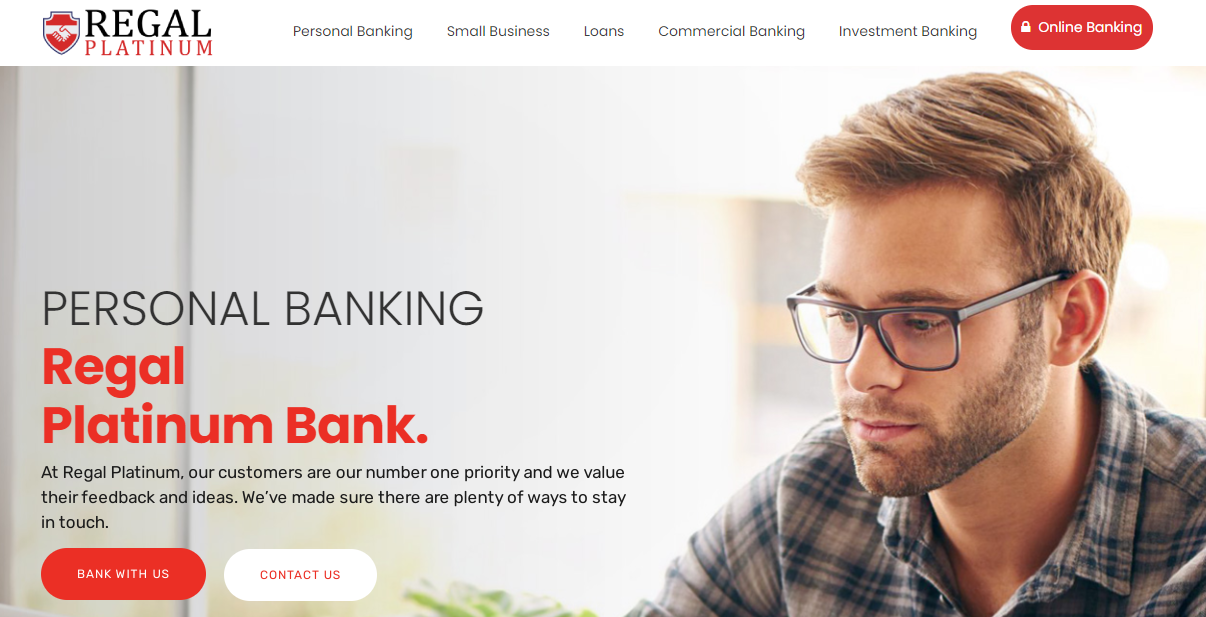 REGAL
PLATINUM
Personal Banking
Small Business
Loans
Commercial Banking
Investment Banking
Online Banking
PERSONAL BANKING
Regal
Platinum Bank.
At Regal Platinum, our customers are our number one priority and we value
their feedback and ideas. We’ve made sure there are plenty of ways to stay
in touch.
BANK WITH US
CONTACT US